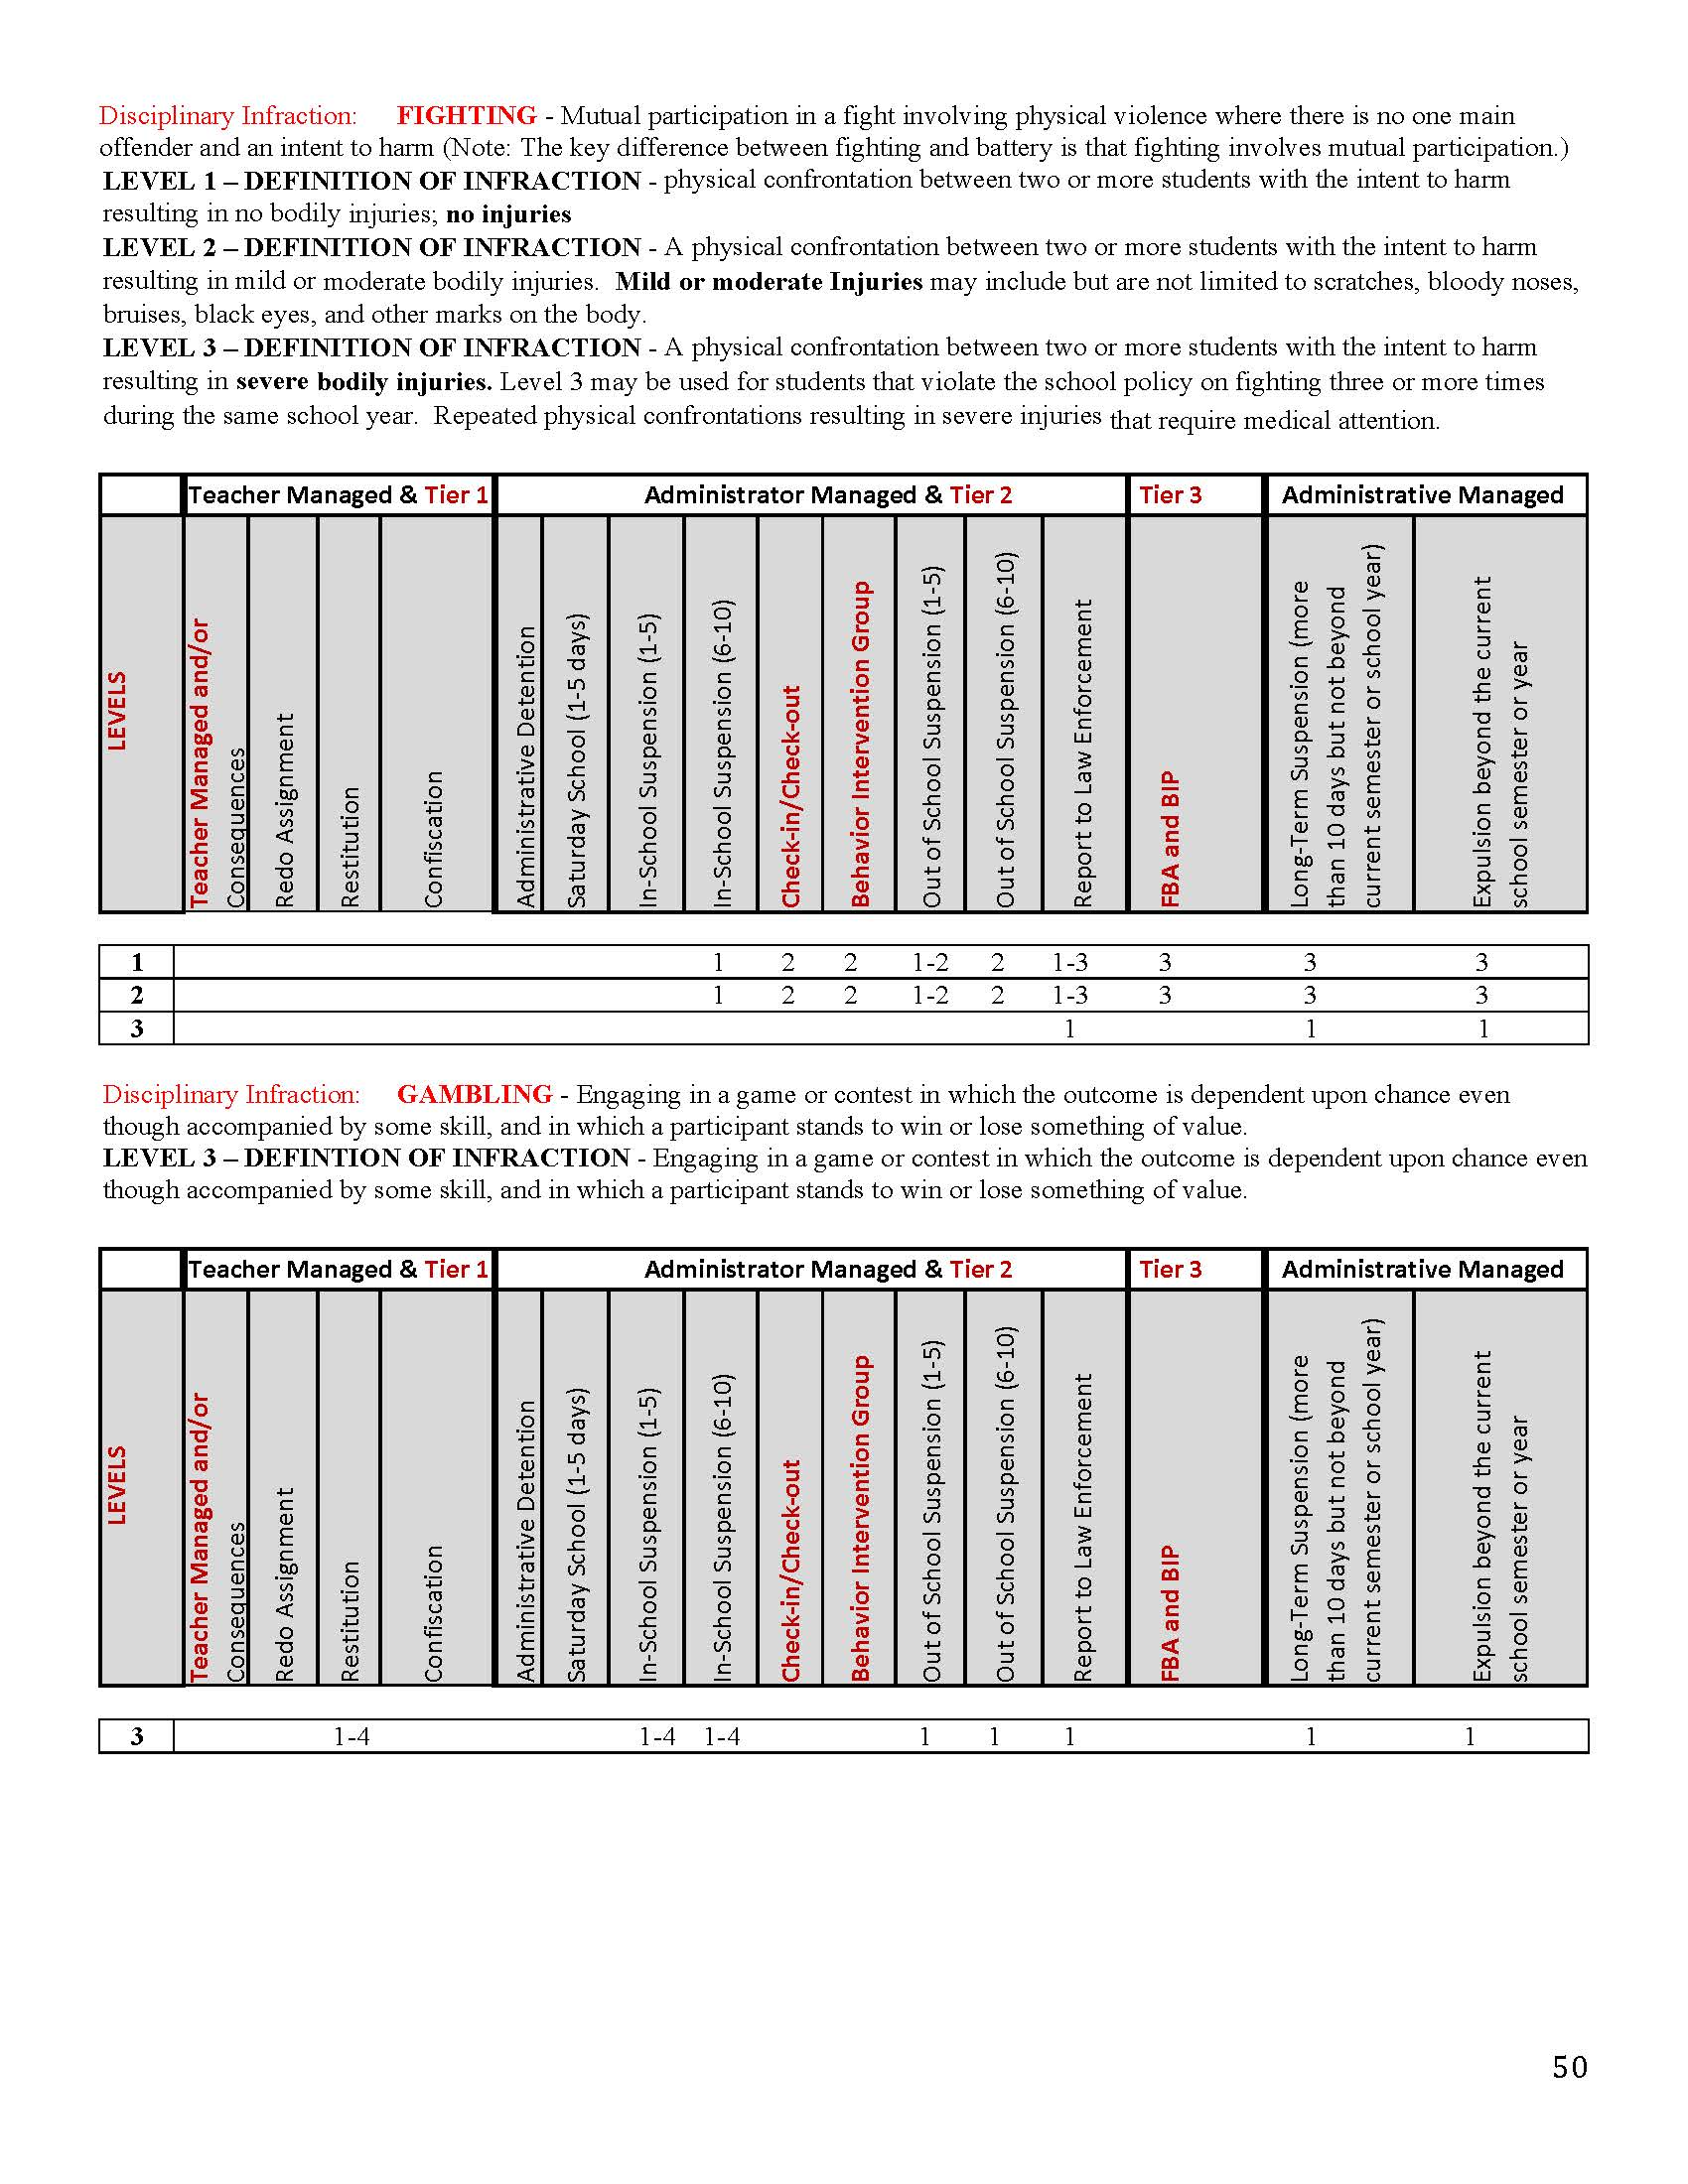 Disciplinary Infraction: FIGHTING - Mutual participation in a fight involving physical violence where there is no one main
offender and an intent to harm (Note: The key difference between fighting and battery is that fighting involves mutual participation.)
LEVEL 1 – DEFINITION OF INFRACTION - physical confrontation between two or more students with the intent to harm
resulting in no bodily injuries; no injuries
LEVEL 2 – DEFINITION OF INFRACTION - A physical confrontation between two or more students with the intent to harm
resulting in mild or moderate bodily injuries. Mild or moderate Injuries may include but are not limited to scratches, bloody noses,
bruises, black eyes, and other marks on the body.
LEVEL 3 – DEFINITION OF INFRACTION - A physical confrontation between two or more students with the intent to harm
resulting in severe bodily injuries. Level 3 may be used for students that violate the school policy on fighting three or more times
during the same school year. Repeated physical confrontations resulting in severe injuries that require medical attention.
Teacher Managed & Tier 1 Administrator Managed & Tier 2 Tier 3 Administrative Managed
LEVELS
Teacher Managed and/or
Consequences
Redo Assignment
Restitution
Confiscation
Administrative Detention
Saturday School (1-5 days)
In-School Suspension (1-5)
In-School Suspension (6-10)
Check-in/Check-out
Behavior Intervention Group
Out of School Suspension (1-5)
Out of School Suspension (6-10)
Report to Law Enforcement
FBA and BIP
Long-Term Suspension (more
than 10 days but not beyond
current semester or school year)
Expulsion beyond the current
school semester or year
1 1 2 2 1-2 2 1-3 3 3 3
2 1 2 2 1-2 2 1-3 3 3 3
3 1 1 1
Disciplinary Infraction: GAMBLING - Engaging in a game or contest in which the outcome is dependent upon chance even
though accompanied by some skill, and in which a participant stands to win or lose something of value.
LEVEL 3 – DEFINTION OF INFRACTION - Engaging in a game or contest in which the outcome is dependent upon chance even
though accompanied by some skill, and in which a participant stands to win or lose something of value.
Teacher Managed & Tier 1 Administrator Managed & Tier 2 Tier 3 Administrative Managed
LEVELS
Teacher Managed and/or
Consequences
Redo Assignment
Restitution
Confiscation
Administrative Detention
Saturday School (1-5 days)
In-School Suspension (1-5)
In-School Suspension (6-10)
Check-in/Check-out
Behavior Intervention Group
Out of School Suspension (1-5)
Out of School Suspension (6-10)
Report to Law Enforcement
FBA and BIP
Long-Term Suspension (more
than 10 days but not beyond
current semester or school year)
Expulsion beyond the current
school semester or year
3 1-4 1-4 1-4 1 1 1 1 1
50